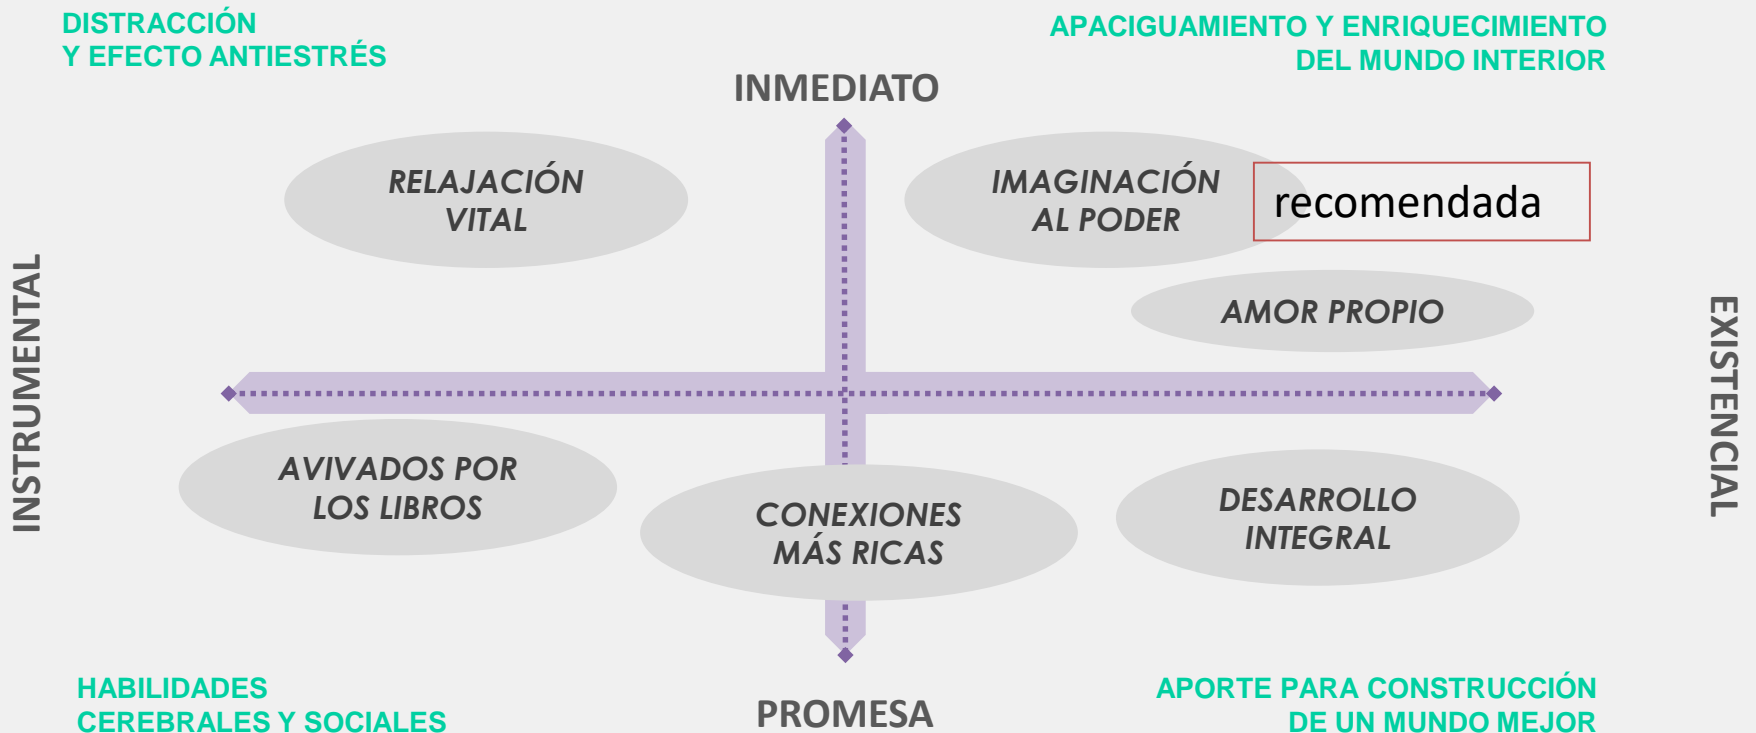 DISTRACCIÓN
Y EFECTO ANTIESTRÉS
APACIGUAMIENTO Y ENRIQUECIMIENTO
DEL MUNDO INTERIOR
INMEDIATO
RELAJACIÓN
VITAL
IMAGINACIÓN
AL PODER
recomendada
AMOR PROPIO
INSTRUMENTAL
EXISTENCIAL
AVIVADOS POR
LOS LIBROS
CONEXIONES
MÁS RICAS
DESARROLLO
INTEGRAL
HABILIDADES
CEREBRALES Y SOCIALES
PROMESA
APORTE PARA CONSTRUCCIÓN
DE UN MUNDO MEJOR